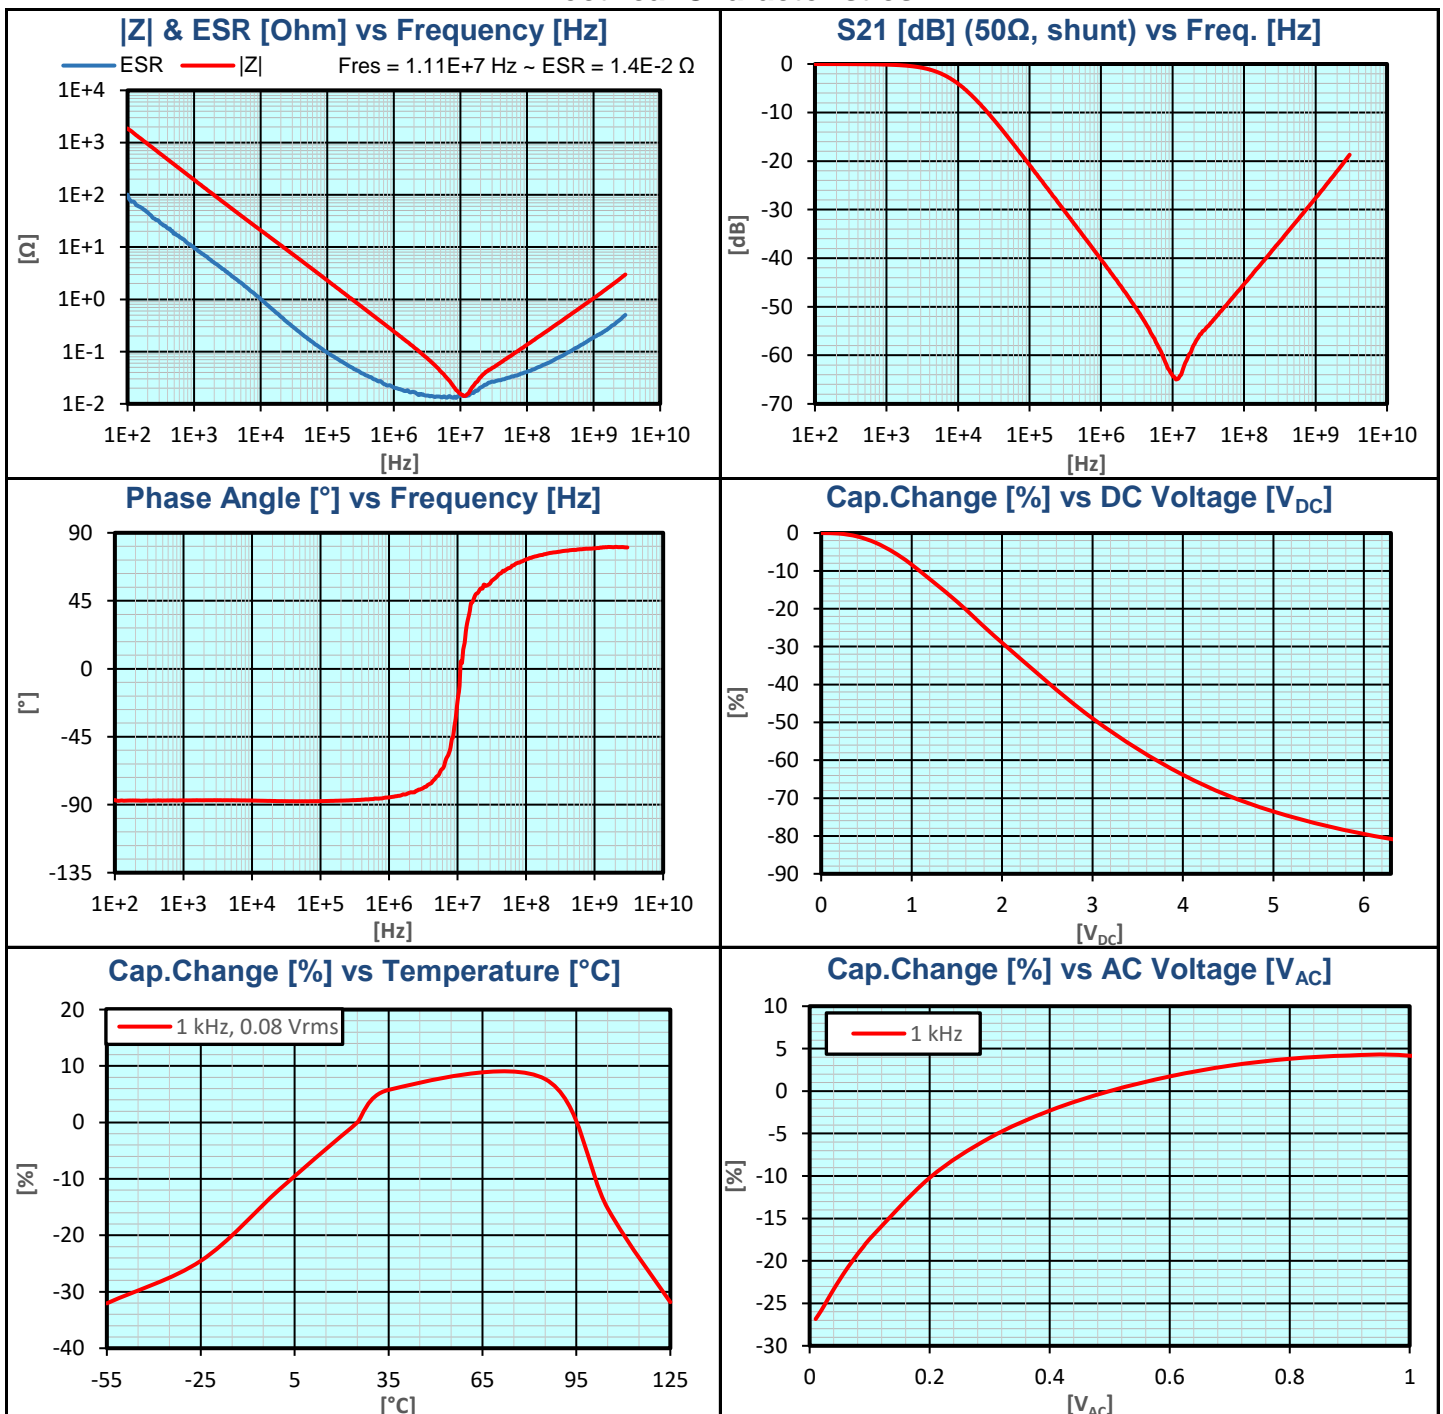 |Z| & ESR [Ohm] vs Frequency [Hz]
ESR |Z| Fres = 1.11E+7 Hz ~ ESR = 1.4E-2 Ω
1E+4
1E+3
1E+2
1E+1
1E+0
1E-1
1E-2
[Ω]
1E+2 1E+3 1E+4 1E+5 1E+6 1E+7 1E+8 1E+9 1E+10
[Hz]
S21 [dB] (50Ω, shunt) vs Freq. [Hz]
0
-10
-20
-30
-40
-50
-60
-70
[dB]
1E+2 1E+3 1E+4 1E+5 1E+6 1E+7 1E+8 1E+9 1E+10
[Hz]
Phase Angle [°] vs Frequency [Hz]
90
45
0
-45
-90
-135
[°]
1E+2 1E+3 1E+4 1E+5 1E+6 1E+7 1E+8 1E+9 1E+10
[Hz]
Cap.Change [%] vs DC Voltage [VDC]
0
-10
-20
-30
-40
-50
-60
-70
-80
-90
[%]
0 1 2 3 4 5 6
[VDC]
Cap.Change [%] vs Temperature [°C]
1 kHz, 0.08 Vrms
20
10
0
-10
-20
-30
-40
[%]
-55 -25 5 35 65 95 125
[°C]
Cap.Change [%] vs AC Voltage [VAC]
1 kHz
10
5
0
-5
-10
-15
-20
-25
-30
[%]
0 0.2 0.4 0.6 0.8 1
[VAC]